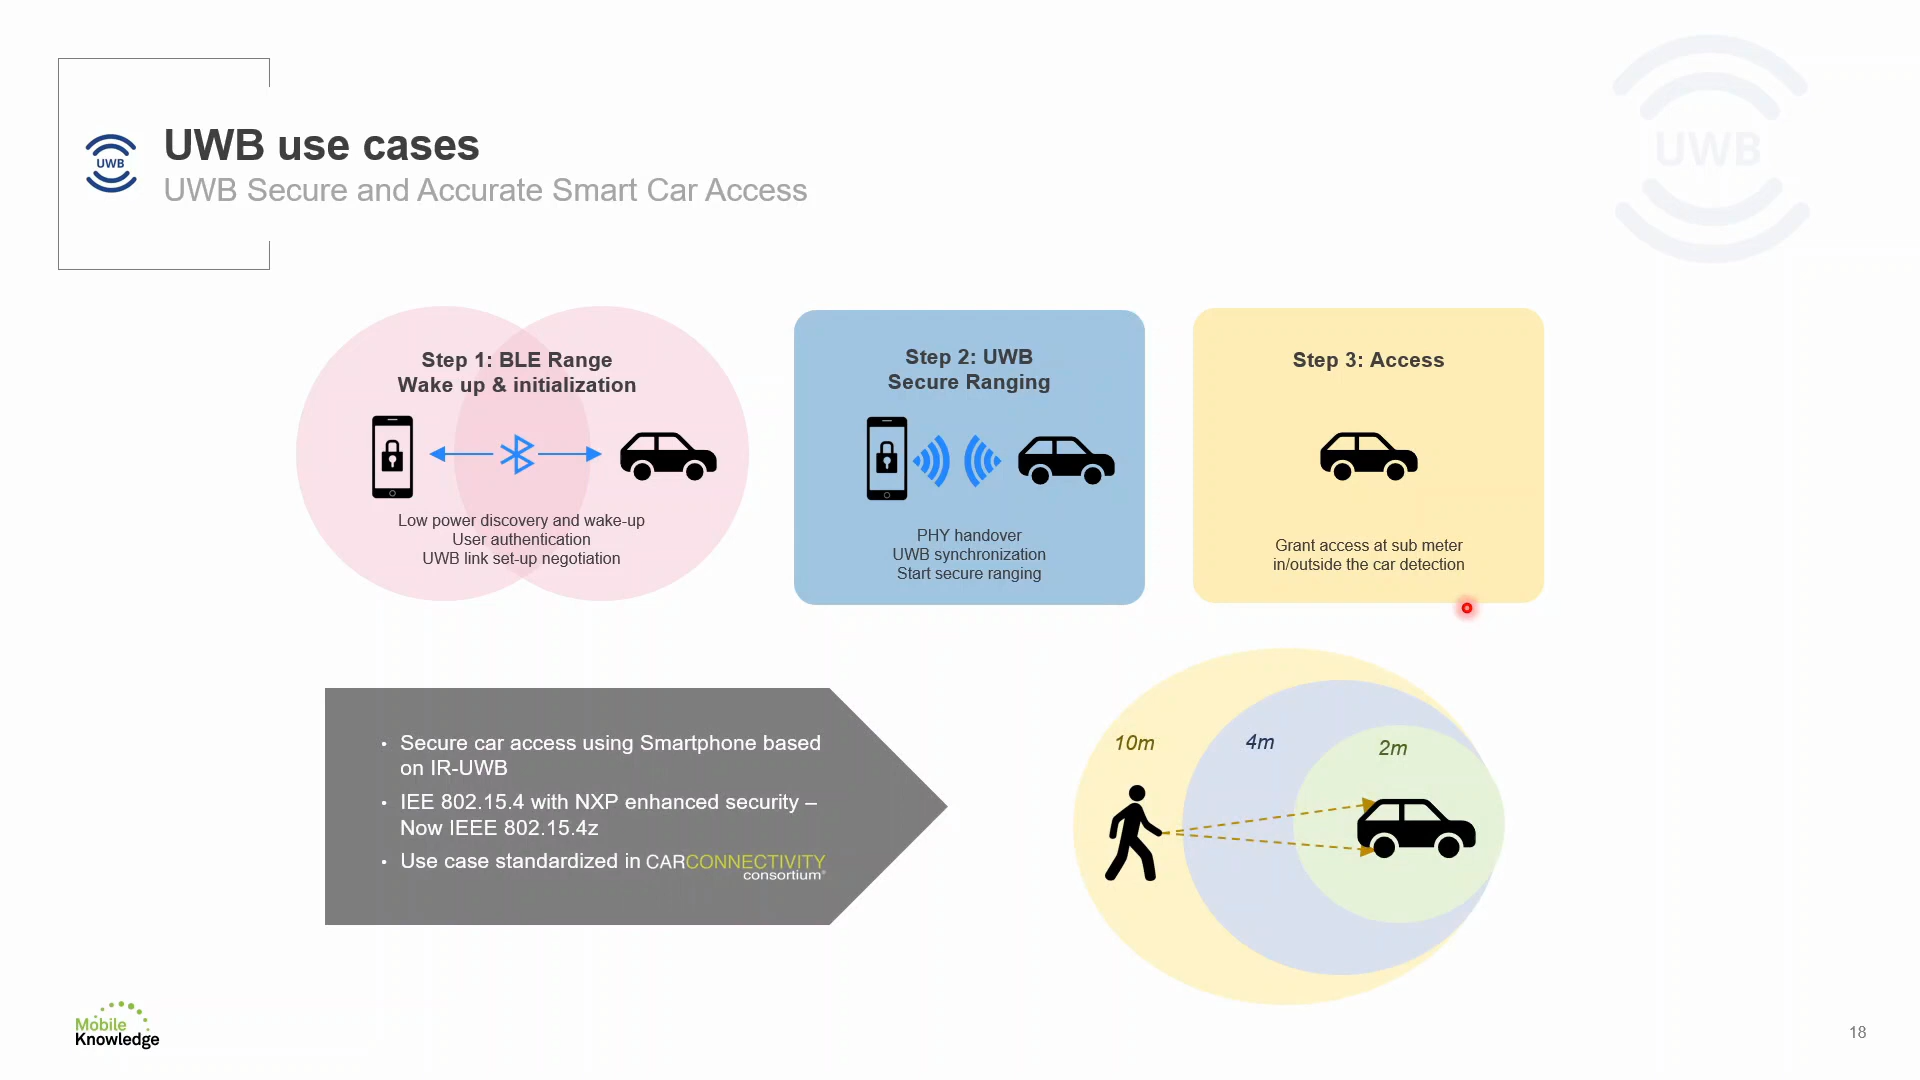 UWB
UWB
UWB use cases
UWB Secure and Accurate Smart Car Access
Step 1: BLE Range
Wake up & initialization
Low power discovery and wake-up
User authentication
UWB link set-up negotiation
Step 2: UWB
Secure Ranging
PHY handover
UWB synchronization
Start secure ranging
Step 3: Access
Grant access at sub meter
in/outside the car detection
• Secure car access using Smartphone based
on IR-UWB
• IEE 802.15.4 with NXP enhanced security –
Now IEEE 802.15.4z
• Use case standardized in CARCONNECTIVITY
consortium®
10m
4m
2m
Mobile
Knowledge
18